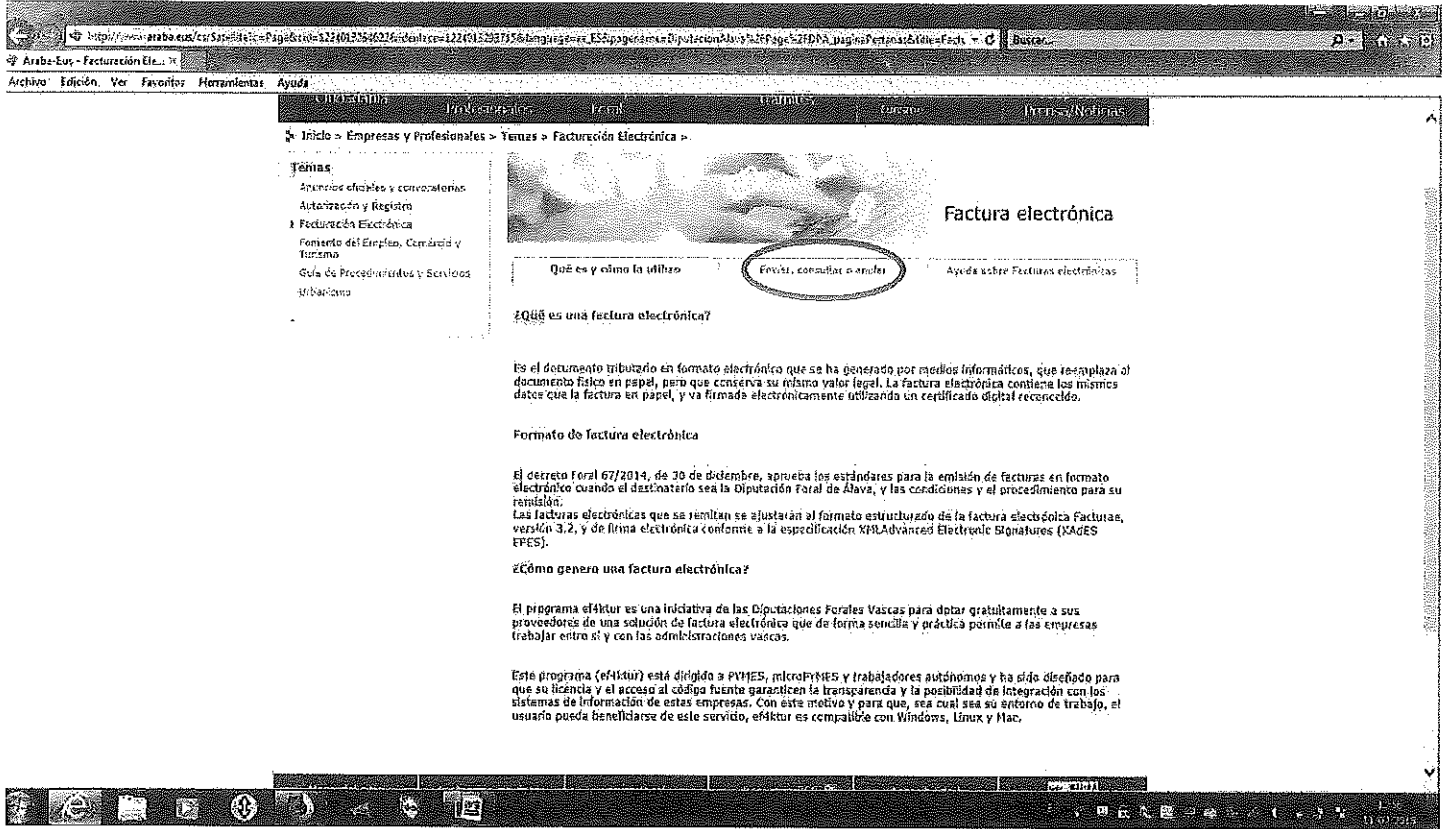 Buscar...
Araba-Eus - Facturación Ele...
Archivo Edición Ver Favoritos Herramientas Ayuda
Ciudadanía
Profesionales
Trámites
Prensa/Noticias
Inicio > Empresas y Profesionales > Temas > Facturación Electrónica >
Temas
Anuncios oficiales y convocatorias
Autorización y Registro
Facturación Electrónica
Fomento del Empleo, Comercio y
Turismo
Guía de Procedimientos y Servicios
Urbanismo
Factura electrónica
Qué es y cómo la utilizo
Enviar, consultar o anular
Ayuda sobre Facturas electrónicas
¿Qué es una factura electrónica?
Es el documento tributario en formato electrónico que se ha generado por medios informáticos, que reemplaza al
documento físico en papel, pero que conserva su mismo valor legal. La factura electrónica contiene los mismos
datos que la factura en papel, y va firmada electrónicamente utilizando un certificado digital reconocido.
Formato de factura electrónica
El decreto Foral 67/2014, de 30 de diciembre, aprueba los estándares para la emisión de facturas en formato
electrónico cuando el destinatario sea la Diputación Foral de Álava, y las condiciones y el procedimiento para su
remisión.
Las facturas electrónicas que se remitan se ajustarán al formato estructurado de la factura electrónica Facturae,
versión 3.2, y de firma electrónica conforme a la especificación XMLAdvanced Electronic Signatures (XAdES
EPES).
¿Cómo genero una factura electrónica?
El programa ef4ktur es una iniciativa de las Diputaciones Forales Vascas para dotar gratuitamente a sus
proveedores de una solución de factura electrónica que de forma sencilla y práctica permite a las empresas
trabajar entre sí y con las administraciones vascas.
Este programa (ef4ktur) está dirigido a PYMES, microPYMES y trabajadores autónomos y ha sido diseñado para
que su licencia y el acceso al código fuente garanticen la transparencia y la posibilidad de integración con los
sistemas de información de estas empresas. Con este motivo y para que, sea cual sea su entorno de trabajo, el
usuario pueda beneficiarse de este servicio, ef4ktur es compatible con Windows, Linux y Mac.